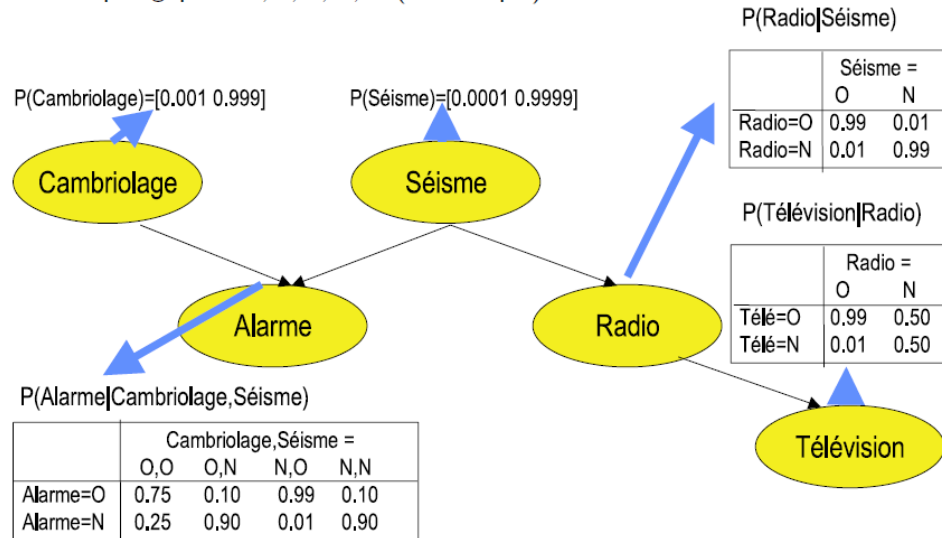 P(Radio|Séisme)
Séisme =
O N
Radio=O 0.99 0.01
Radio=N 0.01 0.99
P(Cambriolage)=[0.001 0.999]
P(Séisme)=[0.0001 0.9999]
Cambriolage
Séisme
P(Télévision|Radio)
Radio =
O N
Télé=O 0.99 0.50
Télé=N 0.01 0.50
Alarme
Radio
P(Alarme|Cambriolage,Séisme)
Cambriolage,Séisme =
O,O O,N N,O N,N
Alarme=O 0.75 0.10 0.99 0.10
Alarme=N 0.25 0.90 0.01 0.90
Télévision